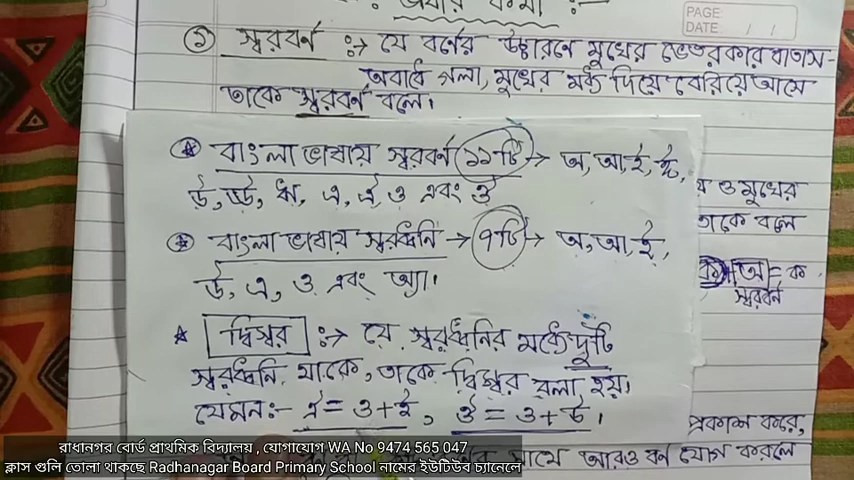 PAGE
DATE / /
① স্বরবর্ণ :→ যে বর্ণের উচ্চারণে মুখের ভেতরকার বাতাস-
অবাধে গলা, মুখের মধ্যে দিয়ে বেরিয়ে আসে
তাকে স্বরবর্ণ বলে।
বাংলা ভাষায় স্বরবর্ণ ১১টি → অ, আ, ই, ঈ,
উ, ঊ, ঋ, এ, ঐ, ও এবং ঔ
ও মুখের
তাকে বলে
বাংলা ভাষায় স্বরধ্বনি → ৭টি → অ, আ, ই,
উ, এ, ও এবং অ্যা।
অ = ক
স্বরবর্ন
দ্বিস্বর :→ যে স্বরধ্বনির মধ্যে দুটি
স্বরধ্বনি থাকে, তাকে দ্বিস্বর বলা হয়।
যেমন:- ঐ = ও + ই, ঔ = ও + উ।
প্রকাশ করে,
সাথে আরও বর্ন যোগ করলে
রাধানগর বোর্ড প্রাথমিক বিদ্যালয় , যোগাযোগ WA No 9474 565 047
ক্লাস গুলি তোলা থাকছে Radhanagar Board Primary School নামের ইউটিউব চ্যানেলে